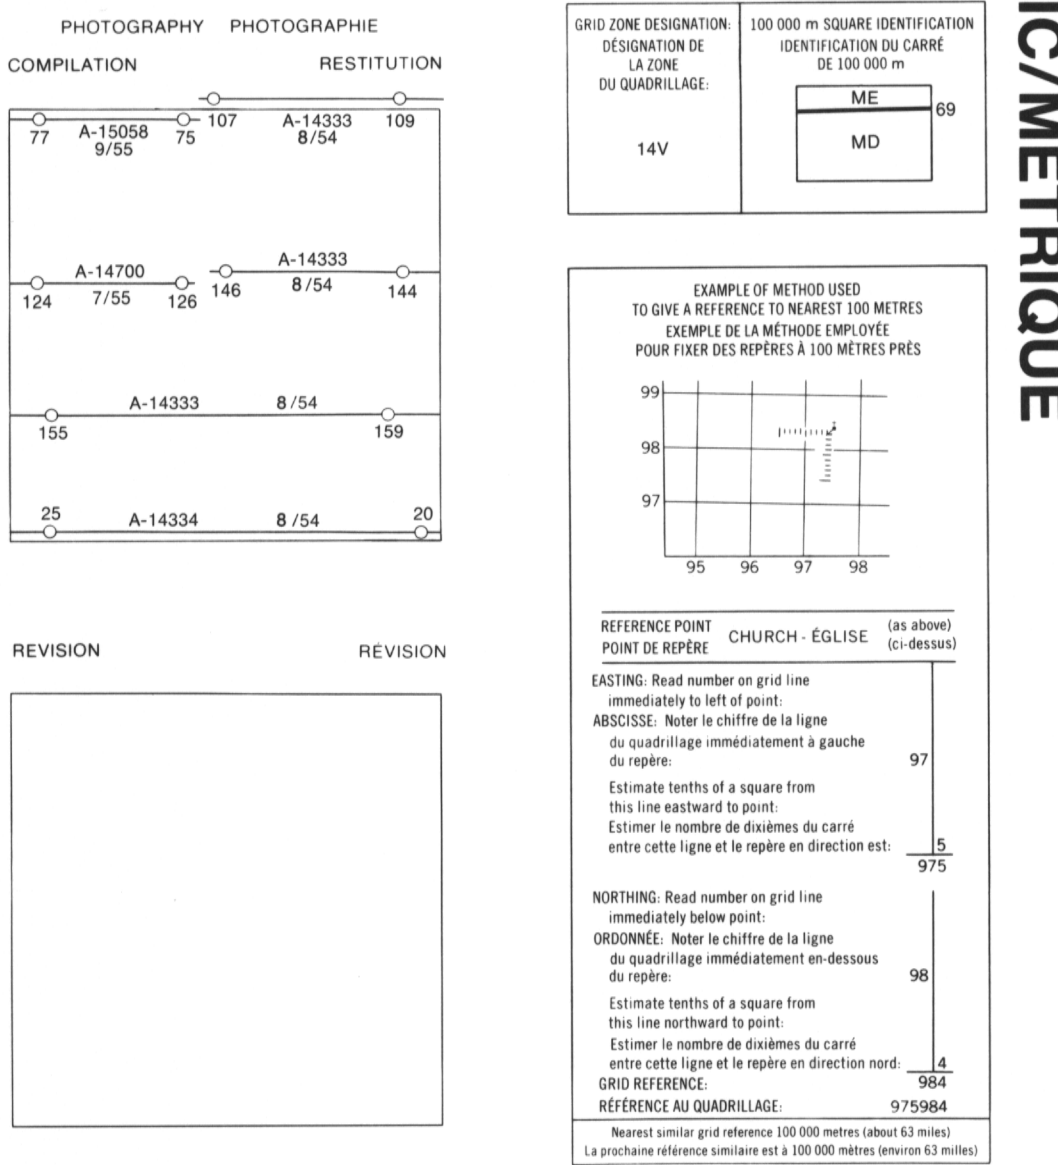 PHOTOGRAPHY PHOTOGRAPHIE
COMPILATION RESTITUTION
107 A-14333 109
8/54
77 A-15058 75
9/55
A-14700
124 7/55 126
A-14333
146 8/54 144
A-14333 8/54
155 159
25 A-14334 8/54 20
REVISION RÉVISION
GRID ZONE DESIGNATION:
DÉSIGNATION DE
LA ZONE
DU QUADRILLAGE:
14V
100 000 m SQUARE IDENTIFICATION
IDENTIFICATION DU CARRÉ
DE 100 000 m
ME
69
MD
IC/METRIQUE
EXAMPLE OF METHOD USED
TO GIVE A REFERENCE TO NEAREST 100 METRES
EXEMPLE DE LA MÉTHODE EMPLOYÉE
POUR FIXER DES REPÈRES À 100 MÈTRES PRÈS
99
98
97
95 96 97 98
REFERENCE POINT
POINT DE REPÈRE
CHURCH - ÉGLISE
(as above)
(ci-dessus)
EASTING: Read number on grid line
immediately to left of point:
ABSCISSE: Noter le chiffre de la ligne
du quadrillage immédiatement à gauche
du repère: 97
Estimate tenths of a square from
this line eastward to point:
Estimer le nombre de dixièmes du carré
entre cette ligne et le repère en direction est: 5
975
NORTHING: Read number on grid line
immediately below point:
ORDONNÉE: Noter le chiffre de la ligne
du quadrillage immédiatement en-dessous
du repère: 98
Estimate tenths of a square from
this line northward to point:
Estimer le nombre de dixièmes du carré
entre cette ligne et le repère en direction nord: 4
GRID REFERENCE: 984
RÉFÉRENCE AU QUADRILLAGE: 975984
Nearest similar grid reference 100 000 metres (about 63 miles)
La prochaine référence similaire est à 100 000 mètres (environ 63 milles)